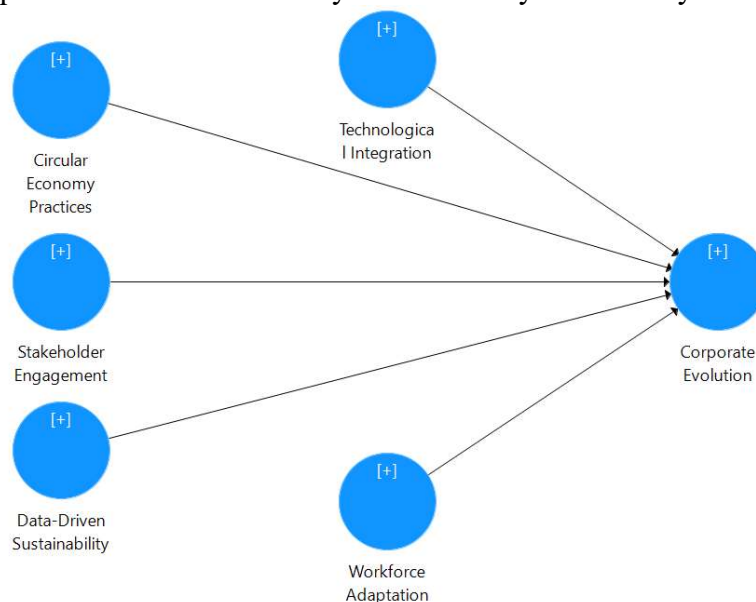 [+]
Circular
Economy
Practices
[+]
Technologica
l Integration
[+]
Stakeholder
Engagement
[+]
Corporate
Evolution
[+]
Data-Driven
Sustainability
[+]
Workforce
Adaptation